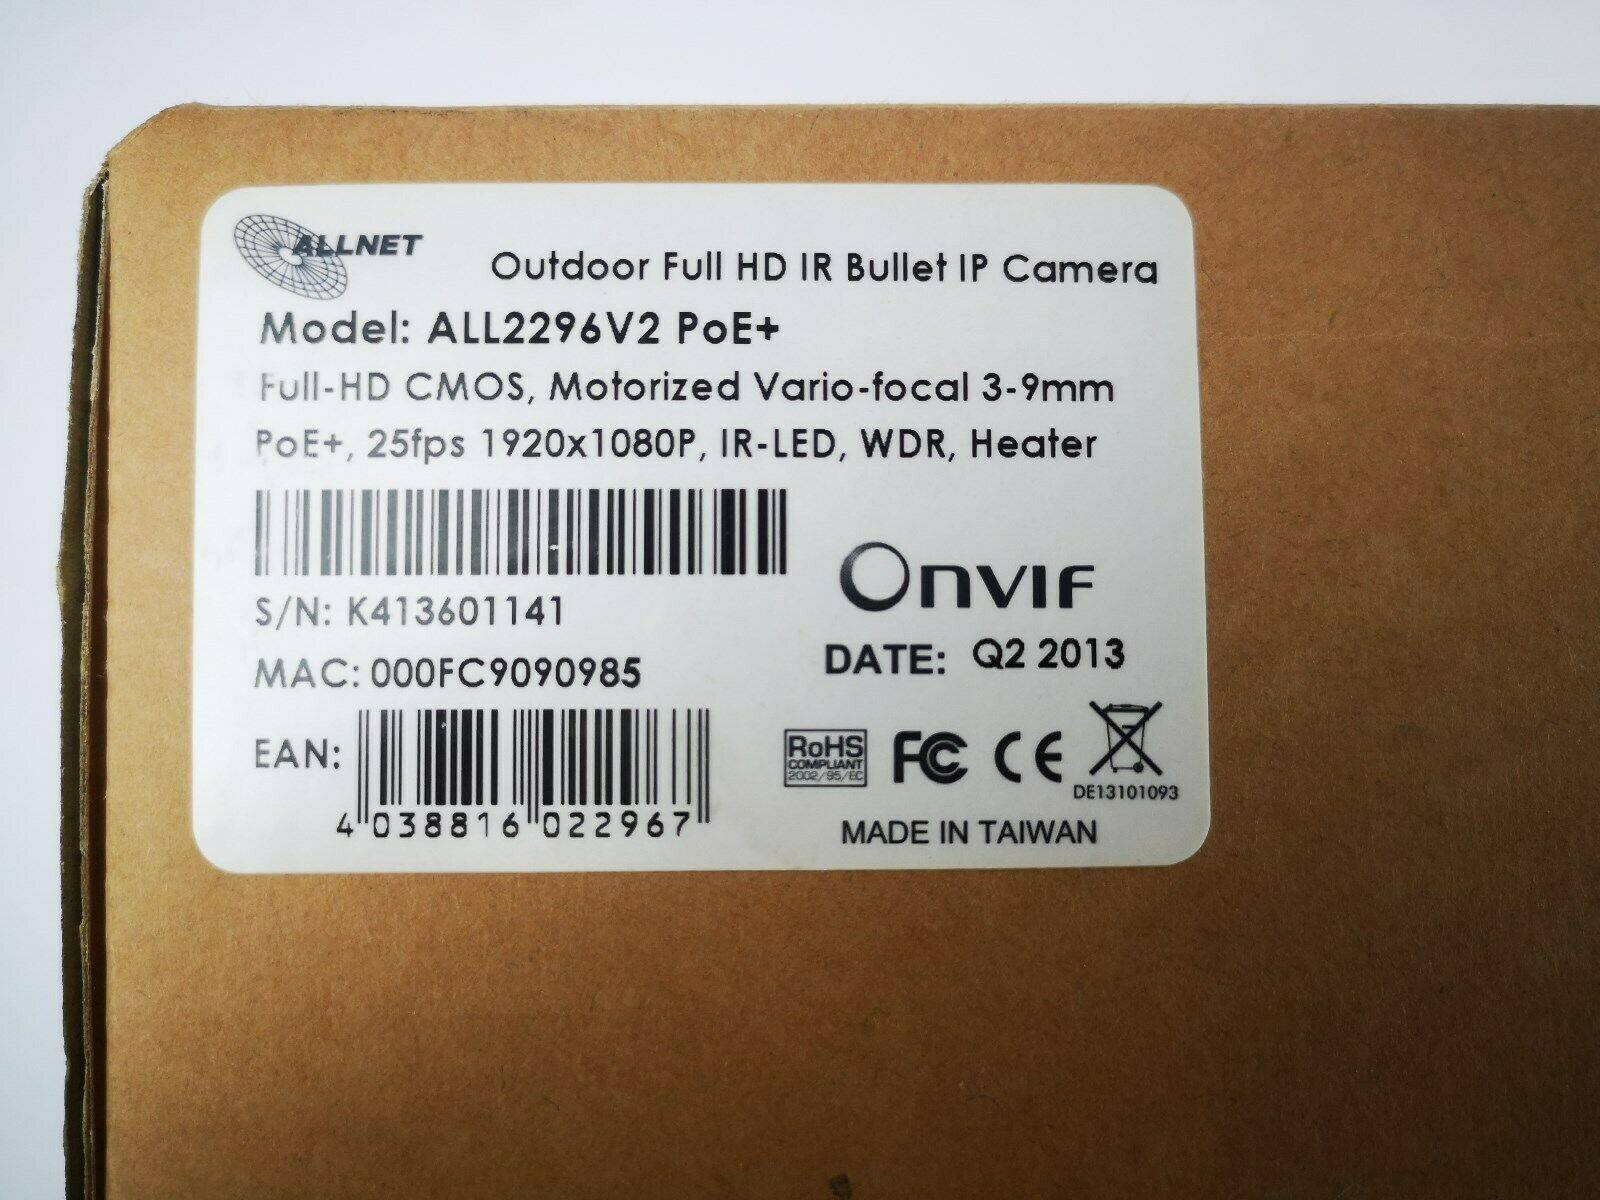 ALLNET
Outdoor Full HD IR Bullet IP Camera
Model: ALL2296V2 PoE+
Full-HD CMOS, Motorized Vario-focal 3-9mm
PoE+, 25fps 1920x1080P, IR-LED, WDR, Heater
S/N: K413601141
MAC: 000FC9090985
Onvif
DATE: Q2 2013
EAN:
4 038816 022967
RoHS
COMPLIANT
2002/95/EC
FC CE
DE13101093
MADE IN TAIWAN